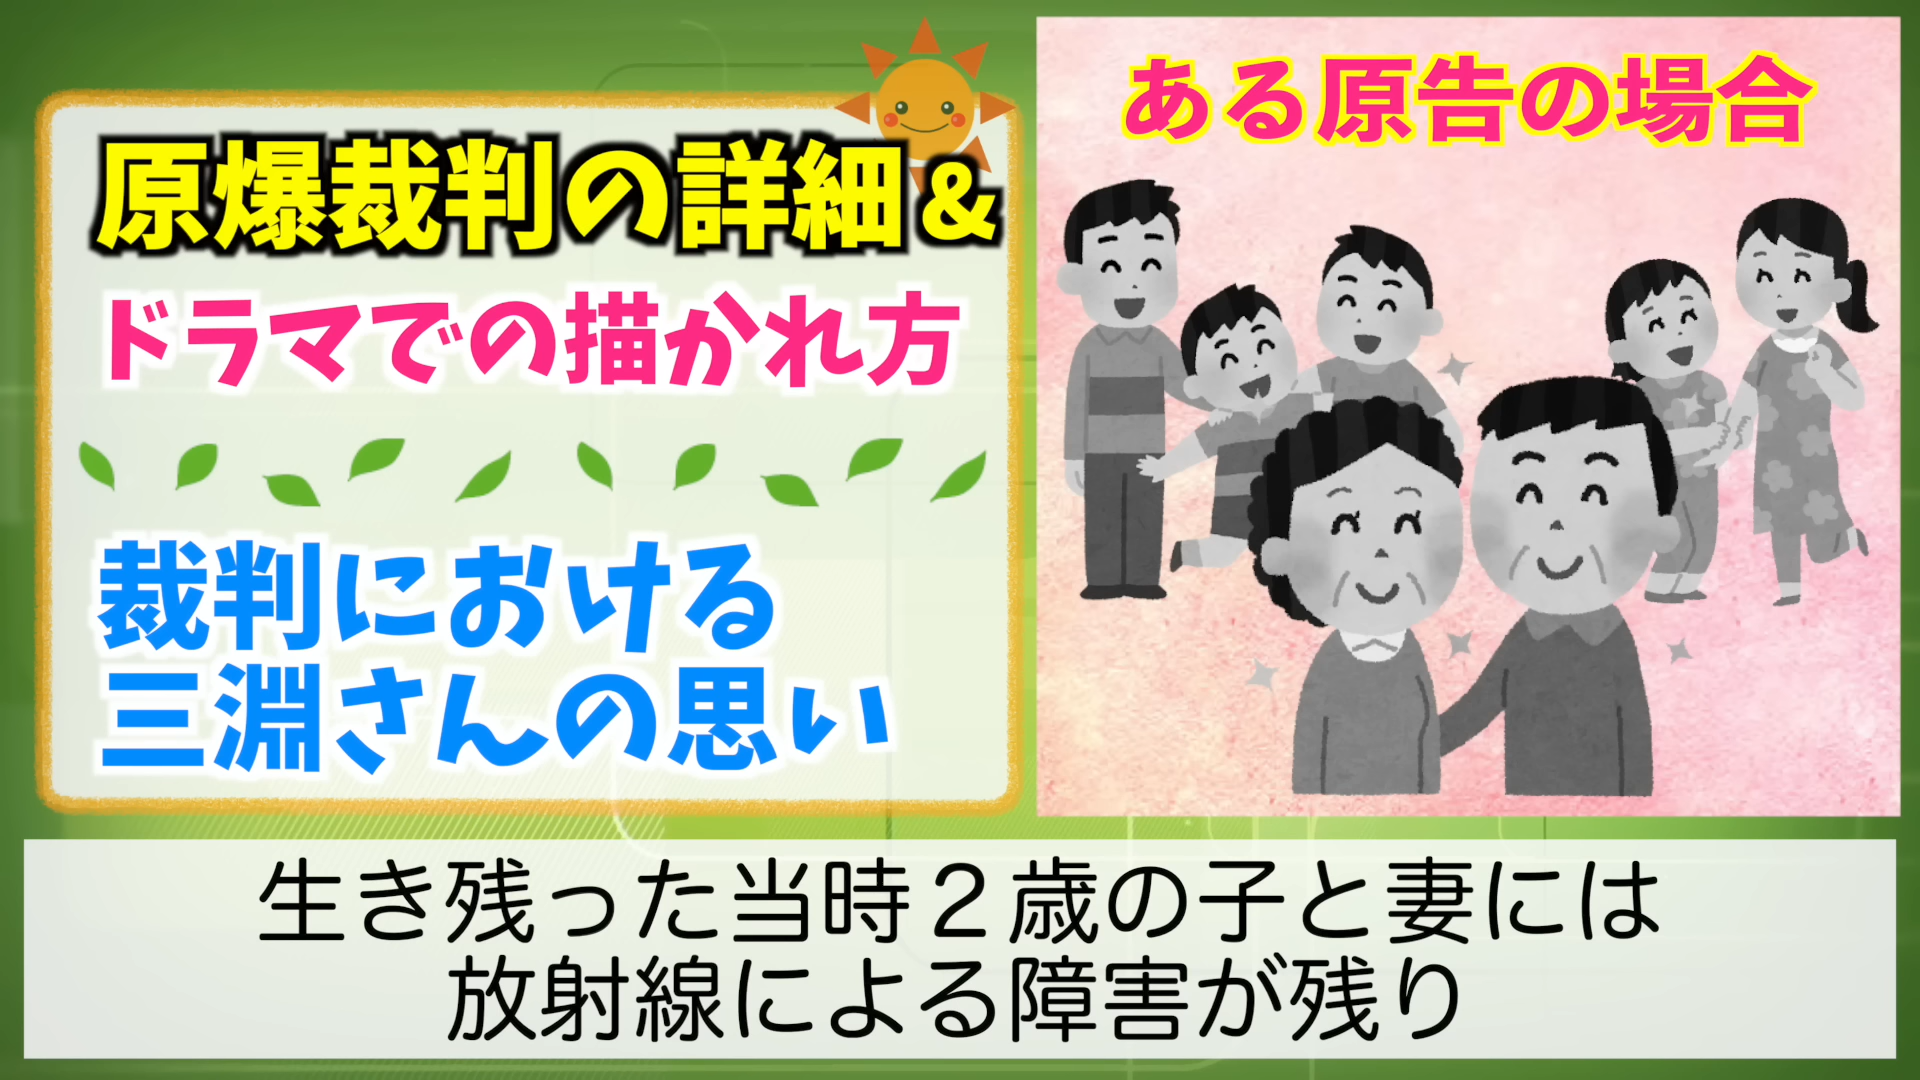 原爆裁判の詳細&
ドラマでの描かれ方
裁判における
三淵さんの思い
ある原告の場合
生き残った当時２歳の子と妻には
放射線による障害が残り